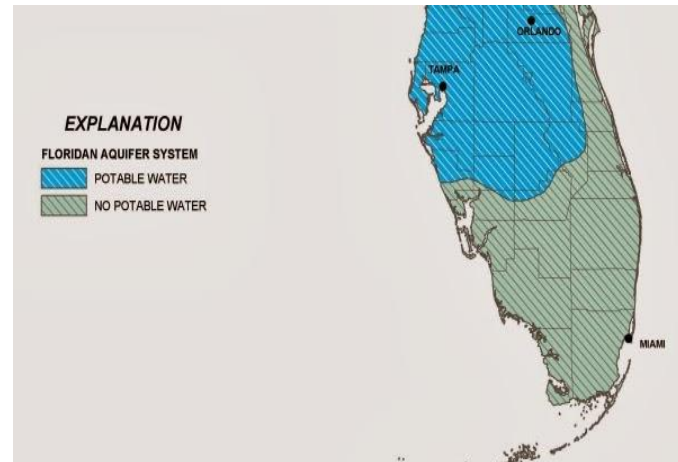 ORLANDO
TAMPA
EXPLANATION
FLORIDAN AQUIFER SYSTEM
POTABLE WATER
NO POTABLE WATER
MIAMI